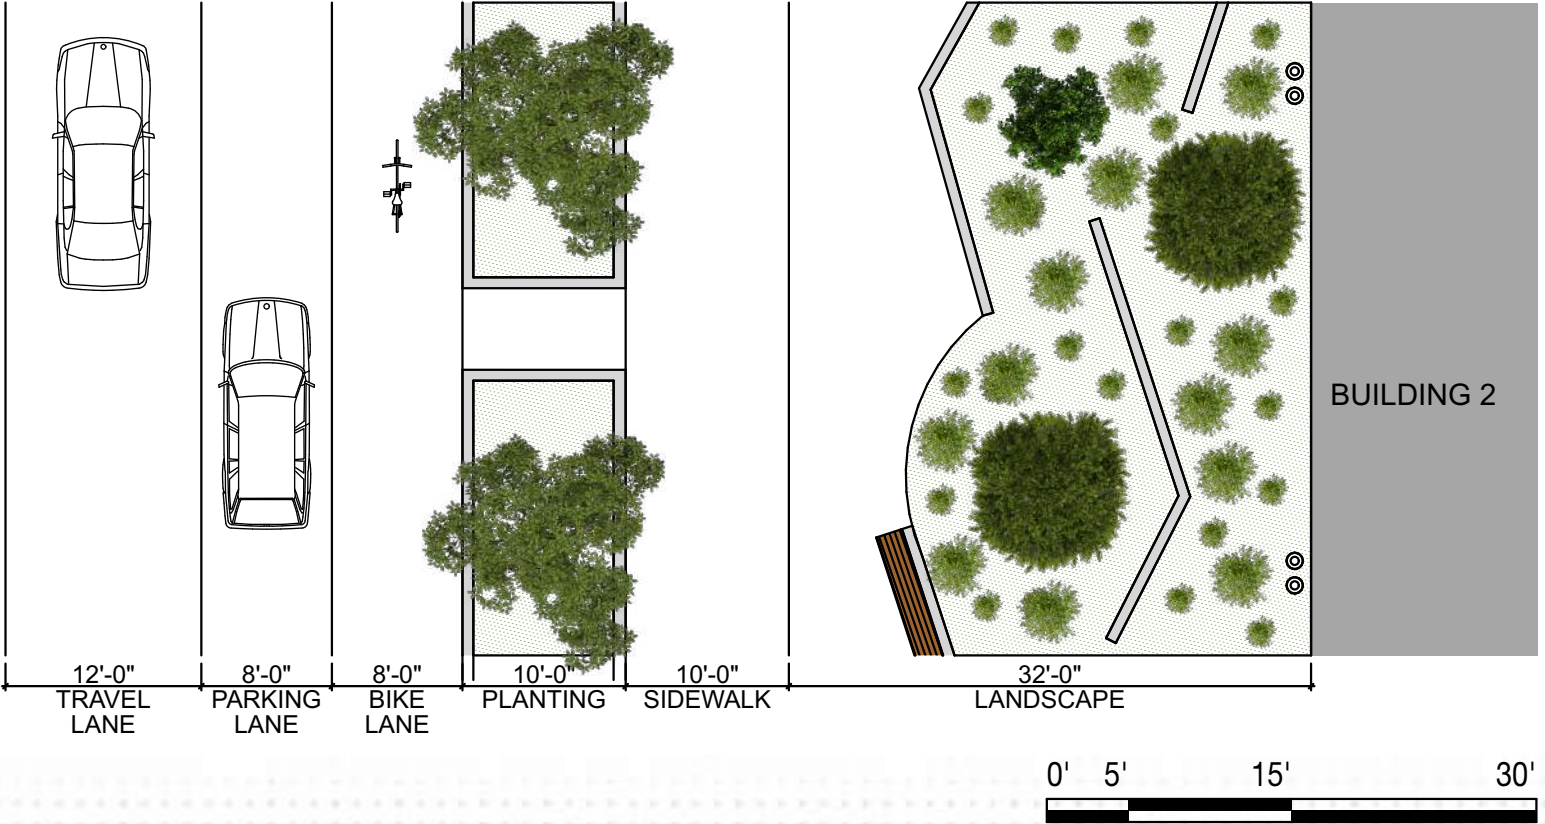 BUILDING 2
12'-0" 8'-0" 8'-0" 10'-0" 10'-0" 32'-0"
TRAVEL PARKING BIKE PLANTING SIDEWALK LANDSCAPE
LANE LANE LANE
0' 5' 15' 30'